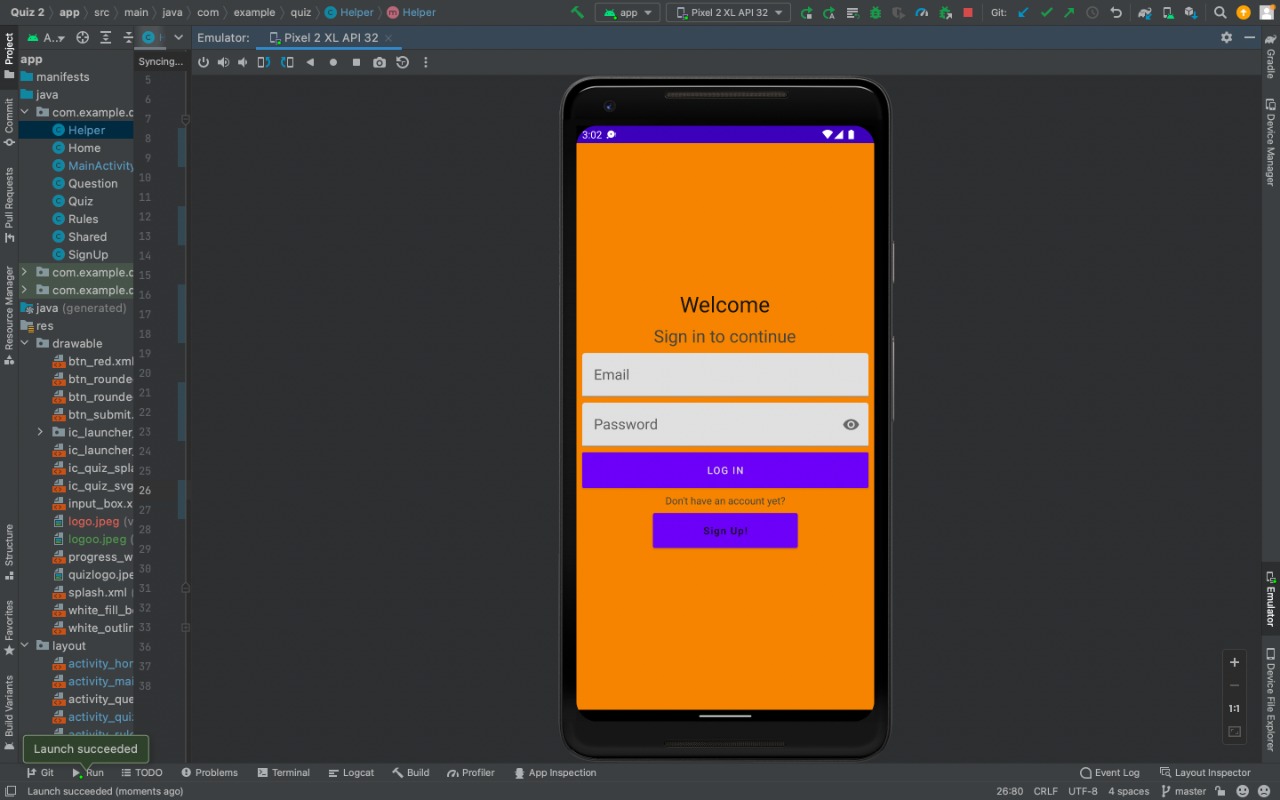 Quiz 2 app src main java com example quiz Helper Helper
app Pixel 2 XL API 32 Git:
Project
Commit
Pull Requests
Resource Manager
Structure
Favorites
Build Variants
A..
Emulator: Pixel 2 XL API 32
Syncing...
app
manifests
java
com.example.c
Helper
Home
MainActivity
Question
Quiz
Rules
Shared
SignUp
com.example.c
com.example.c
java (generated)
res
drawable
btn_red.xml
btn_rounde
btn_rounde
btn_submit.
ic_launcher_
ic_launcher_
ic_quiz_spla
ic_quiz_svg
input_box.x
logo.jpeg (v
logoo.jpeg (
progress_w
quizlogo.jpe
splash.xml
white_fill_b
white_outlin
layout
activity_hor
activity_mai
activity_que
activity_qui
activity_rule
5
6
7
8
9
10
11
12
13
14
15
16
17
18
19
20
21
22
23
24
25
26
27
28
29
30
31
32
33
36
37
38
3:02
Welcome
Sign in to continue
Email
Password
LOG IN
Don't have an account yet?
Sign Up!
Gradle
Device Manager
Emulator
Device File Explorer
1:1
Launch succeeded
Git Run TODO Problems Terminal Logcat Build Profiler App Inspection Event Log Layout Inspector
Launch succeeded (moments ago) 26:80 CRLF UTF-8 4 spaces master